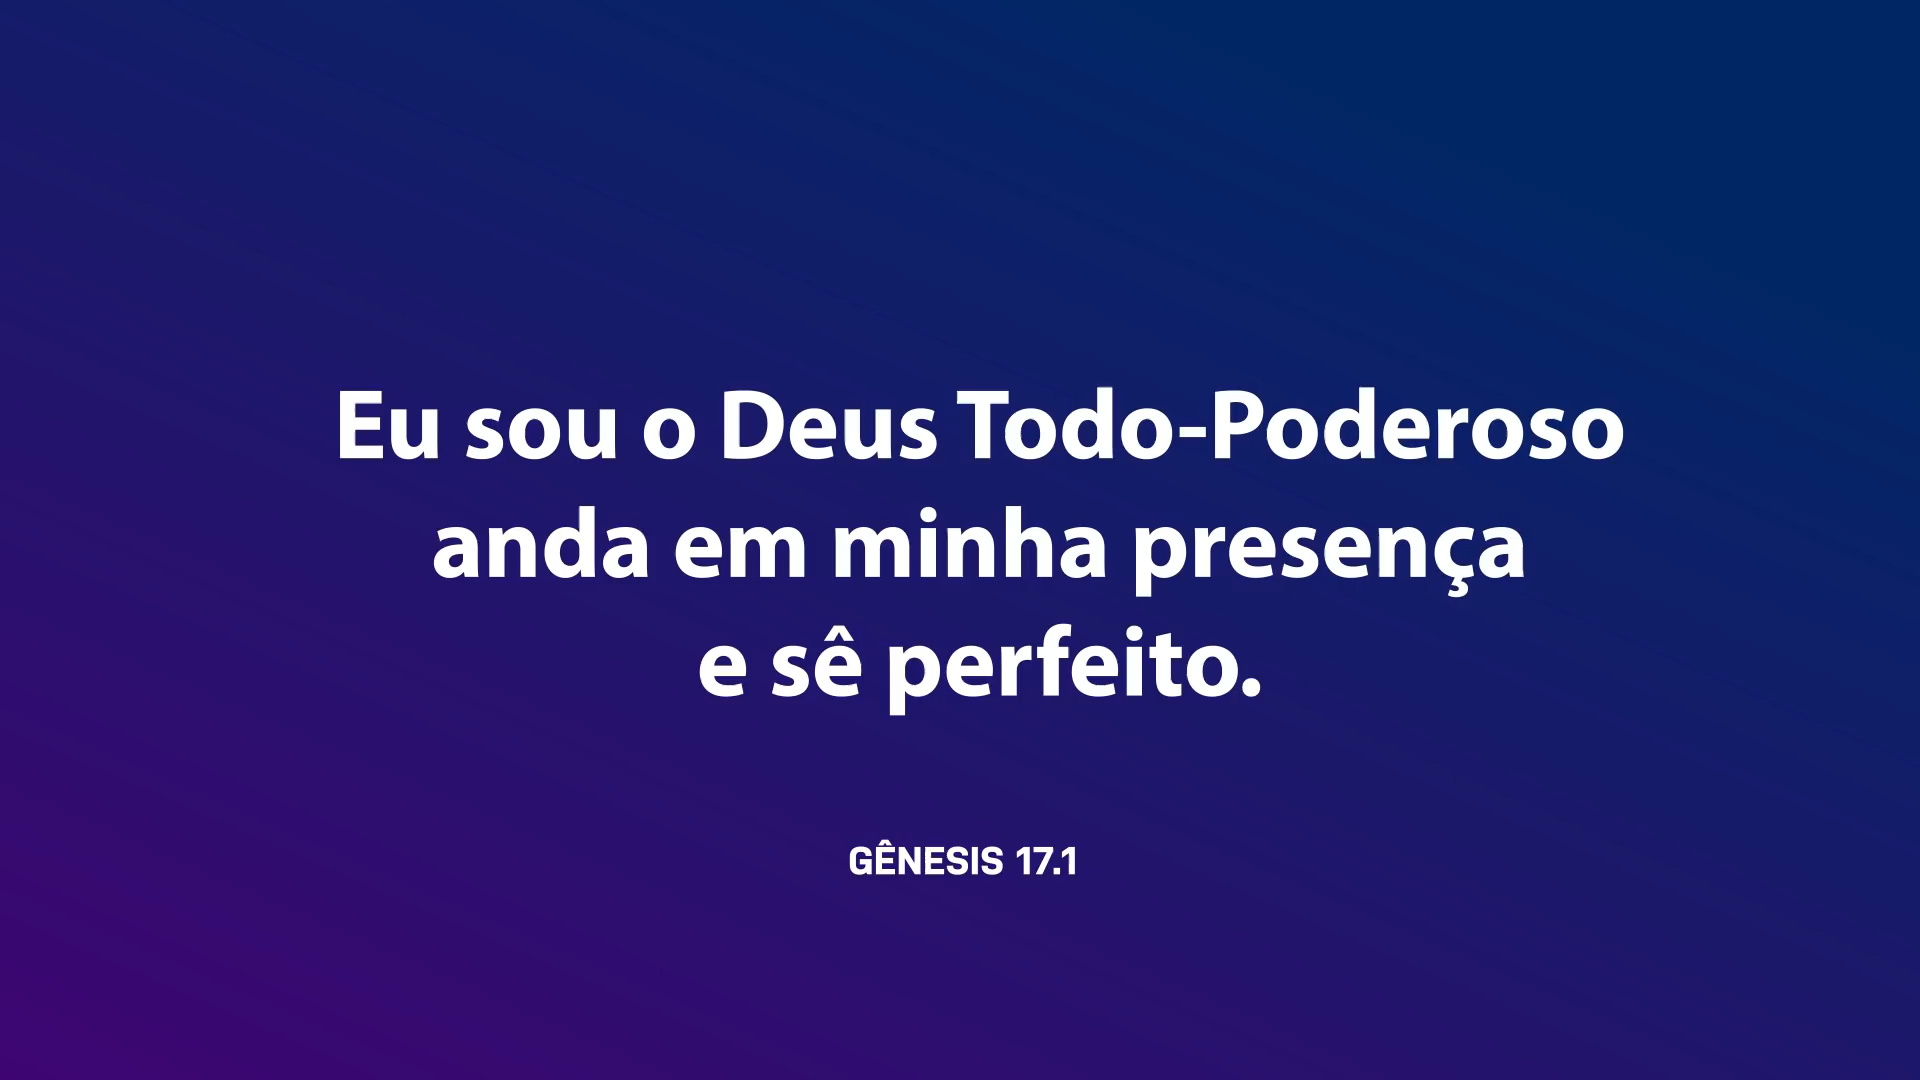 Eu sou o Deus Todo-Poderoso
anda em minha presença
e sê perfeito.
GÊNESIS 17.1